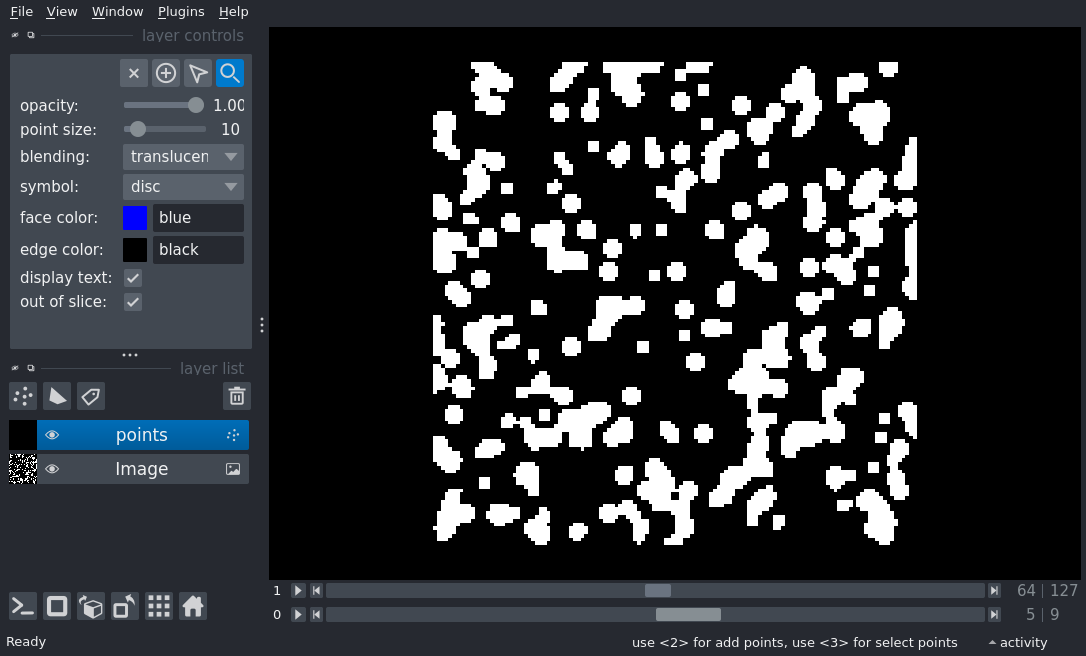 File View Window Plugins Help
layer controls
opacity: 1.00
point size: 10
blending: translucen
symbol: disc
face color: blue
edge color: black
display text:
out of slice:
layer list
points
Image
1 64 127
0 5 9
Ready use <2> for add points, use <3> for select points activity